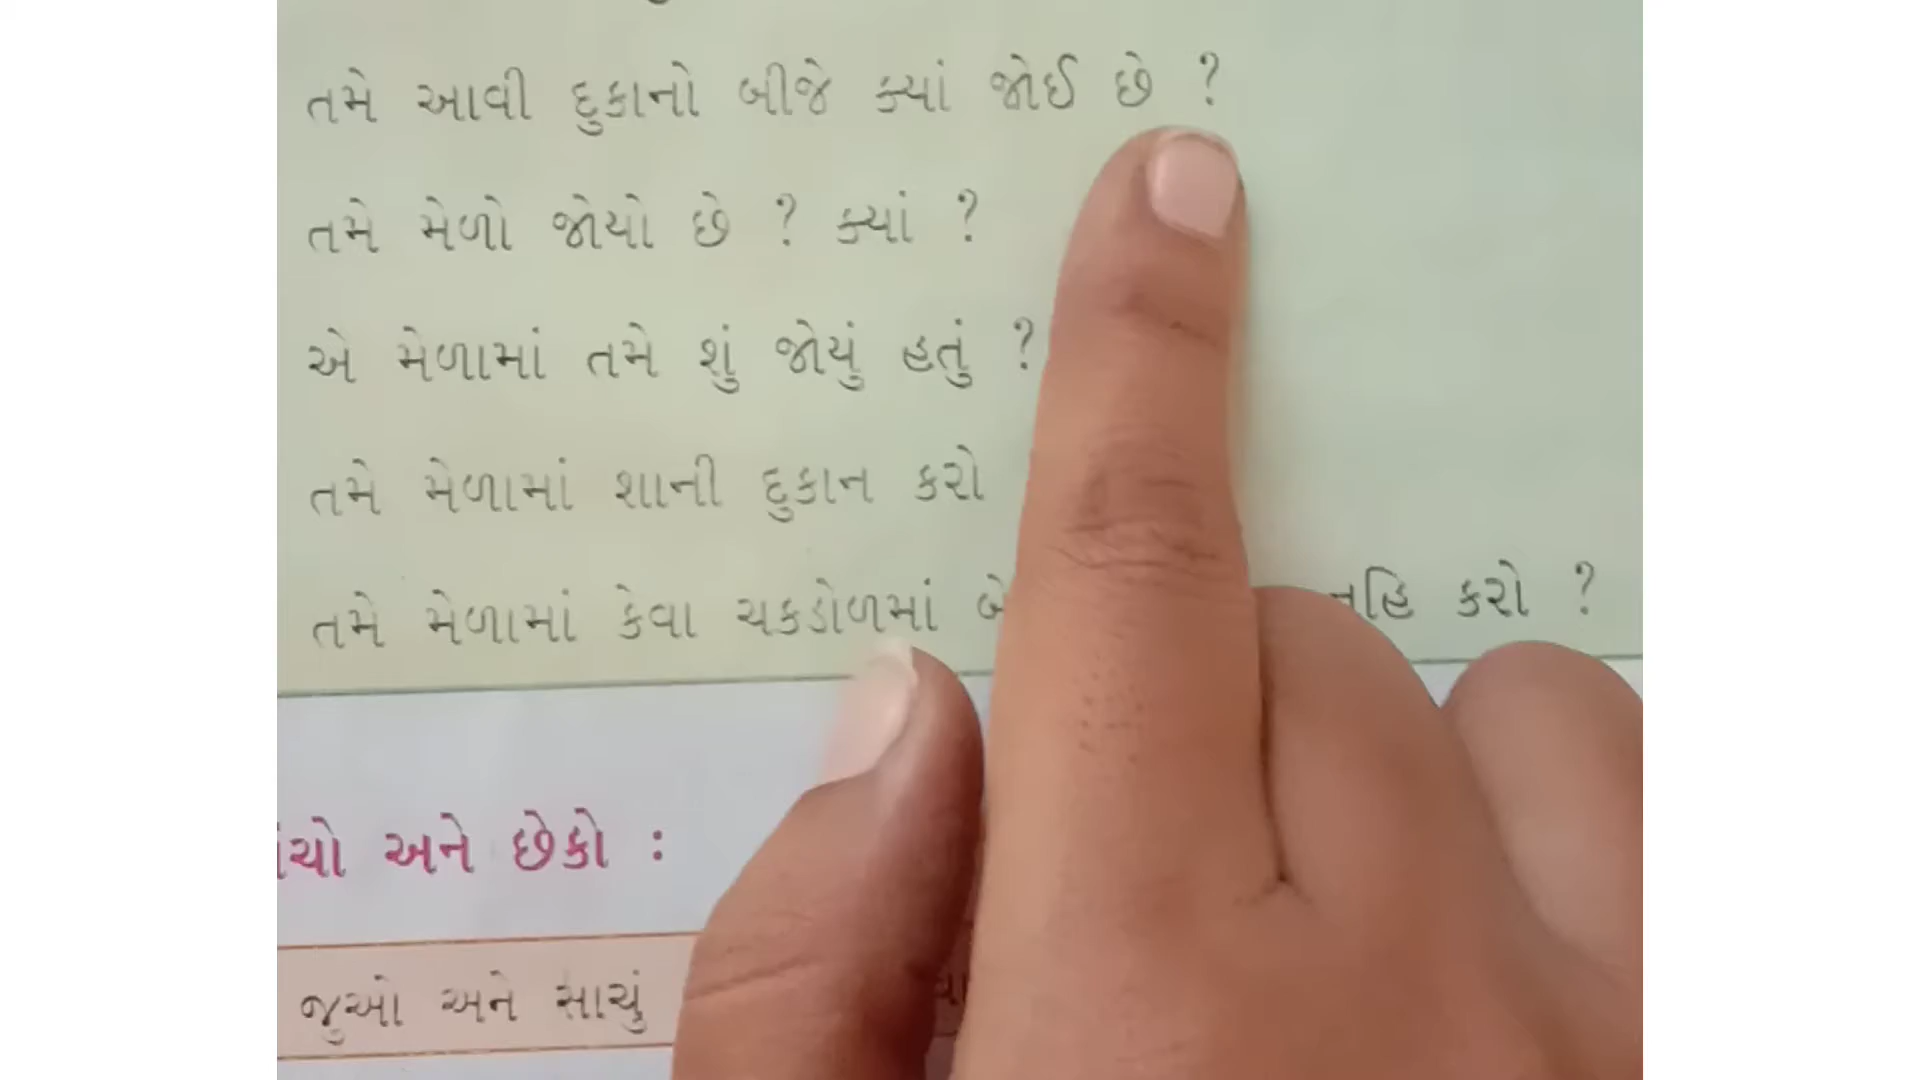 તમે આવી દુકાનો બીજે ક્યાં જોઈ છે ?
તમે મેળો જોયો છે ? ક્યાં ?
એ મેળામાં તમે શું જોયું હતું ?
તમે મેળામાં શાની દુકાન કરો
તમે મેળામાં કેવા ચકડોળમાં નહિ કરો ?
અને છેકો :
જુઓ અને સાચું